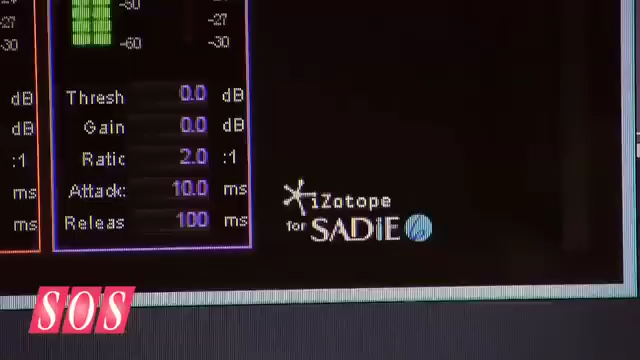 -50
-27
-27
-30
-60
-30
dB
Thresh 0.0 dB
dB
Gain 0.0 dB
:1
Ratio 2.0 :1
ms
Attack: 10.0 ms
ms
Releas 100 ms
iZotope
for SADiE
SOS